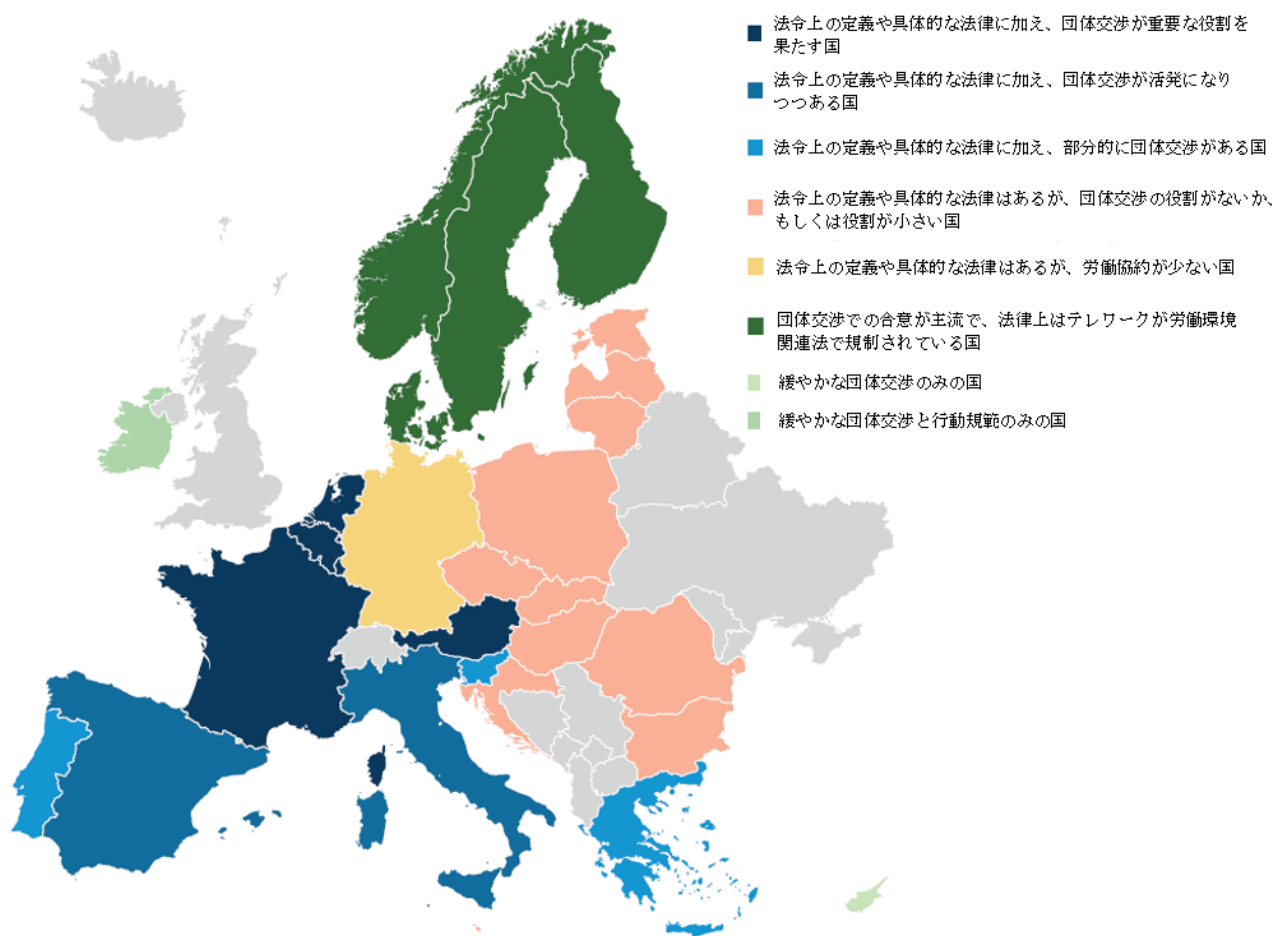 法令上の定義や具体的な法律に加え、団体交渉が重要な役割を
果たす国
法令上の定義や具体的な法律に加え、団体交渉が活発になり
つつある国
法令上の定義や具体的な法律に加え、部分的に団体交渉がある国
法令上の定義や具体的な法律はあるが、団体交渉の役割がないか、
もしくは役割が小さい国
法令上の定義や具体的な法律はあるが、労働協約が少ない国
団体交渉での合意が主流で、法律上はテレワークが労働環境
関連法で規制されている国
緩やかな団体交渉のみの国
緩やかな団体交渉と行動規範のみの国